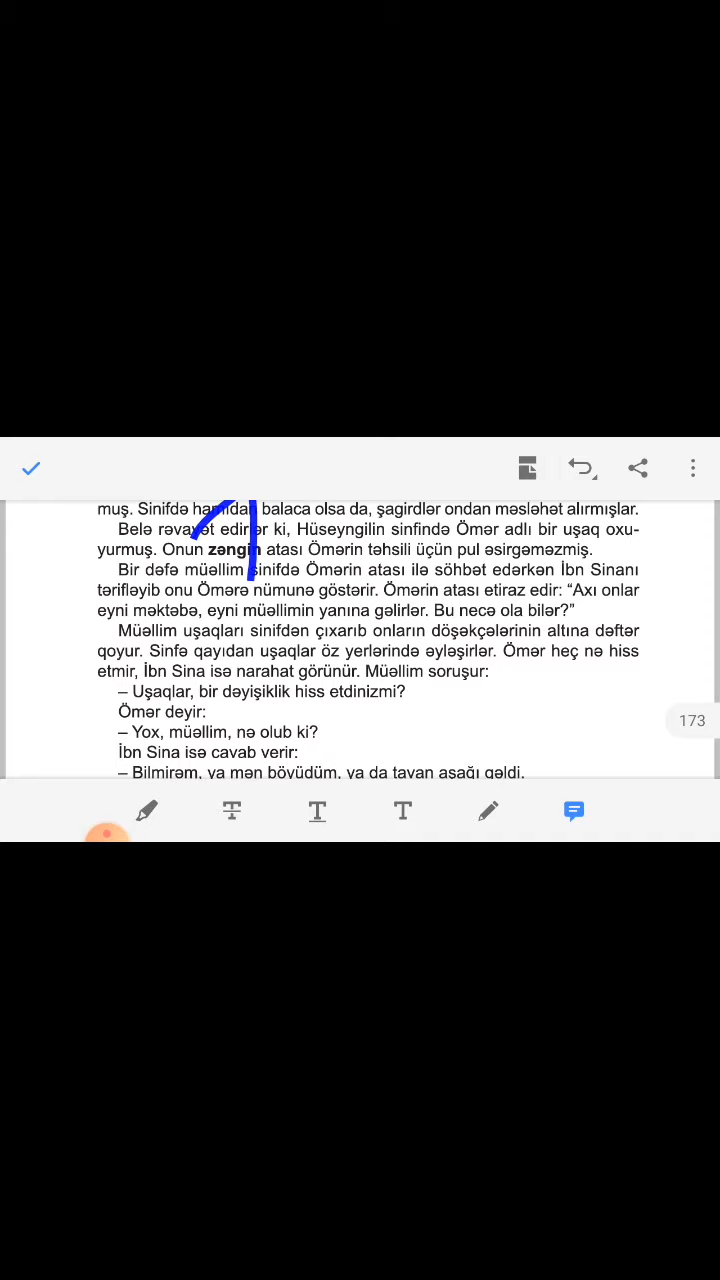 muş. Sinifdə hamıdan balaca olsa da, şagirdlər ondan məsləhət alırmışlar.
Belə rəvayət edirlər ki, Hüseyngilin sinfində Ömər adlı bir uşaq oxu-
yurmuş. Onun zəngin atası Ömərin təhsili üçün pul əsirgəməzmiş.
Bir dəfə müəllim sinifdə Ömərin atası ilə söhbət edərkən İbn Sinanı
tərifləyib onu Ömərə nümunə göstərir. Ömərin atası etiraz edir: “Axı onlar
eyni məktəbə, eyni müəllimin yanına gəlirlər. Bu necə ola bilər?”
Müəllim uşaqları sinifdən çıxarıb onların döşəkçələrinin altına dəftər
qoyur. Sinfə qayıdan uşaqlar öz yerlərində əyləşirlər. Ömər heç nə hiss
etmir, İbn Sina isə narahat görünür. Müəllim soruşur:
– Uşaqlar, bir dəyişiklik hiss etdinizmi?
Ömər deyir:
173
– Yox, müəllim, nə olub ki?
İbn Sina isə cavab verir:
– Bilmirəm, ya mən böyüdüm, ya da tavan aşağı gəldi.